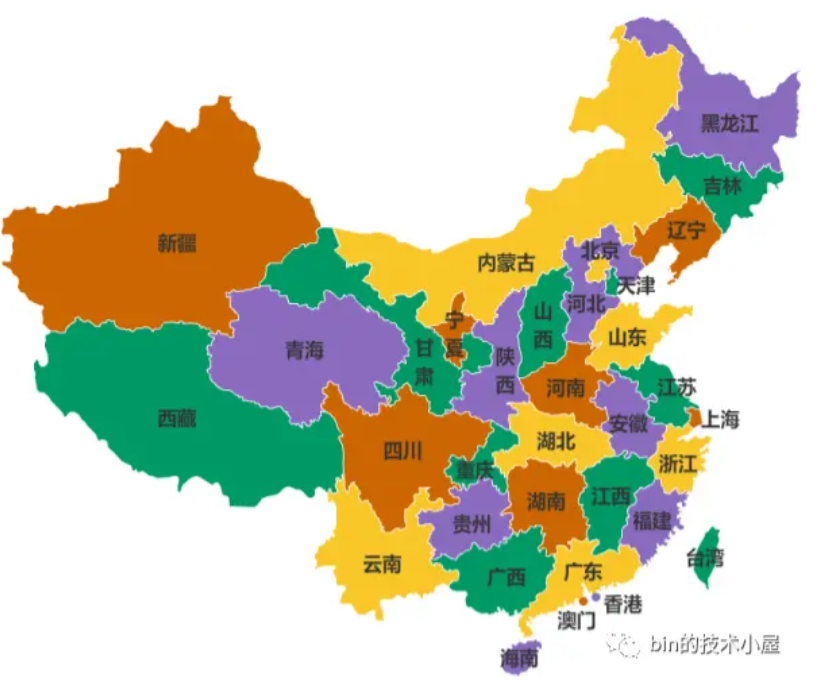 黑龙江
吉林
辽宁
新疆
内蒙古
北京
天津
河北
山西
宁夏
山东
青海
甘肃
陕西
河南
江苏
西藏
安徽
上海
四川
湖北
重庆
浙江
湖南
江西
贵州
福建
云南
广西
广东
台湾
香港
澳门
海南
bin的技术小屋